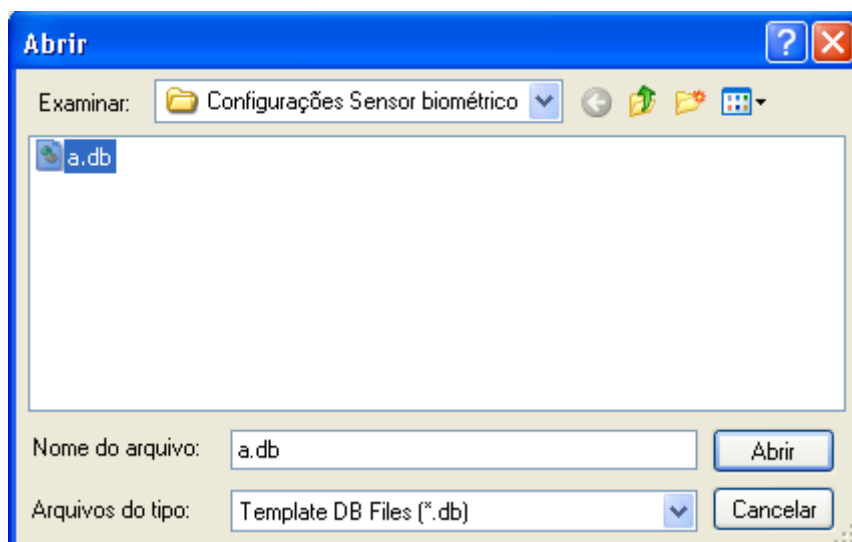 Abrir
Examinar: Configurações Sensor biométrico
a.db
Nome do arquivo: a.db Abrir
Arquivos do tipo: Template DB Files (*.db) Cancelar